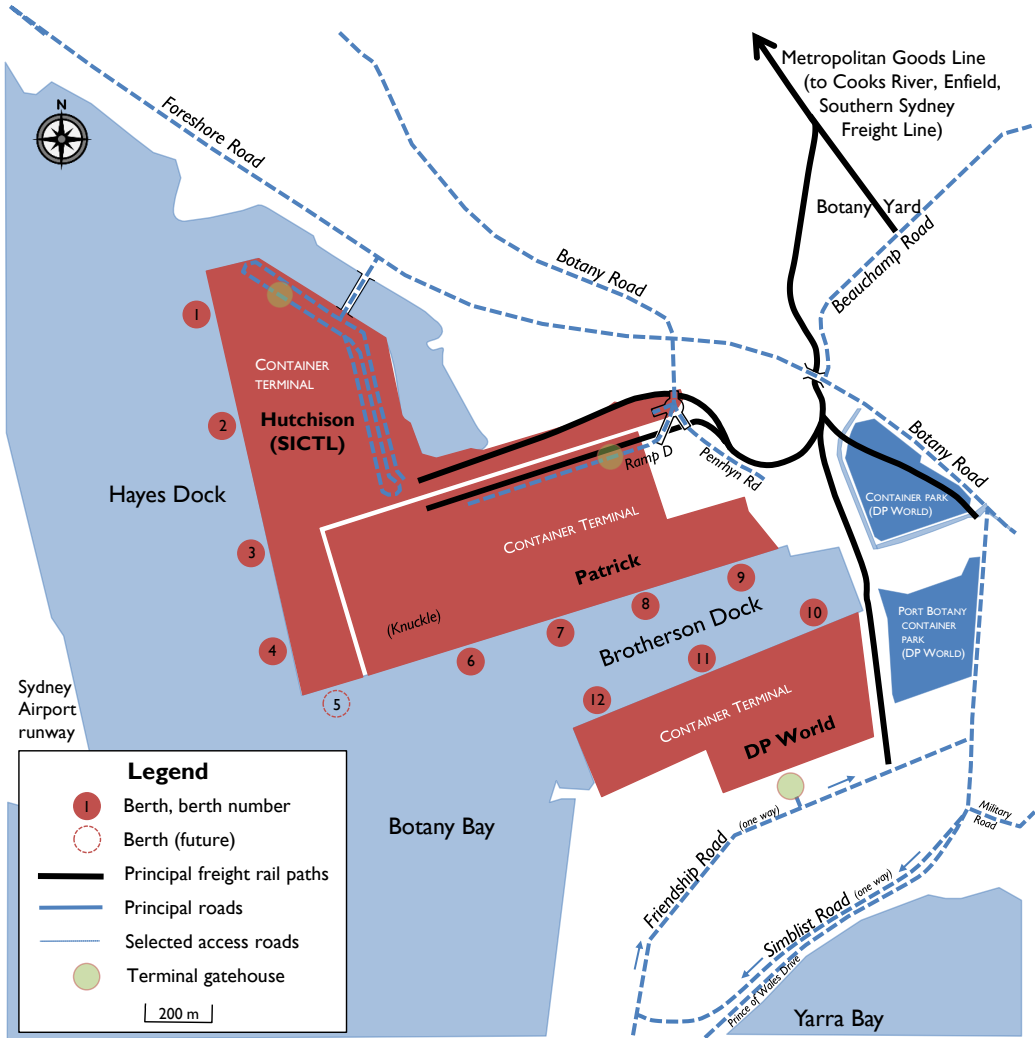 N
Foreshore Road
Metropolitan Goods Line
(to Cooks River, Enfield,
Southern Sydney
Freight Line)
Botany Yard
Beauchamp Road
Botany Road
1
CONTAINER
TERMINAL
Hutchison
(SICTL)
2
Hayes Dock
3
4
5
Ramp D
Penrhyn Rd
Botany Road
CONTAINER PARK
(DP WORLD)
CONTAINER TERMINAL
Patrick
(Knuckle)
6
7
8
9
10
Brotherson Dock
11
12
PORT BOTANY
CONTAINER
PARK
(DP WORLD)
CONTAINER TERMINAL
DP World
Sydney
Airport
runway
Botany Bay
Friendship Road (one way)
Military
Road
Simblist Road (one way)
Prince of Wales Drive
Yarra Bay
Legend
1 Berth, berth number
Berth (future)
Principal freight rail paths
Principal roads
Selected access roads
Terminal gatehouse
200 m